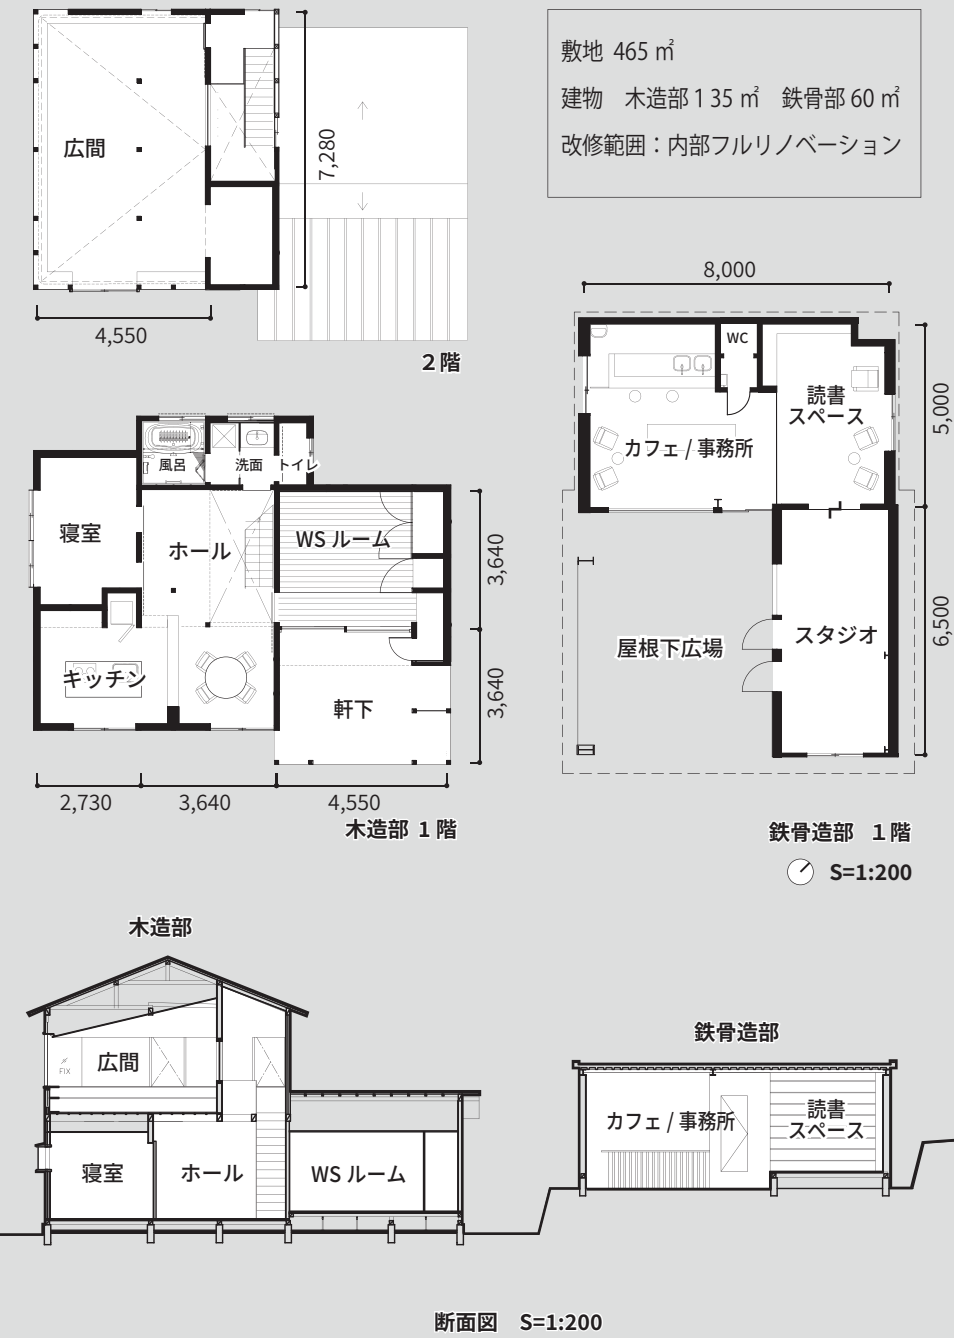 敷地 465 ㎡
建物　木造部 1 35 ㎡　鉄骨部 60 ㎡
改修範囲：内部フルリノベーション
広間
7,280
4,550
２階
8,000
WC
読書
スペース
カフェ / 事務所
5,000
風呂
洗面
トイレ
寝室
ホール
WS ルーム
3,640
キッチン
軒下
3,640
屋根下広場
スタジオ
6,500
2,730
3,640
4,550
木造部 1 階
鉄骨造部　1 階
S=1:200
木造部
広間
FIX
寝室
ホール
WS ルーム
鉄骨造部
カフェ / 事務所
読書
スペース
断面図　S=1:200